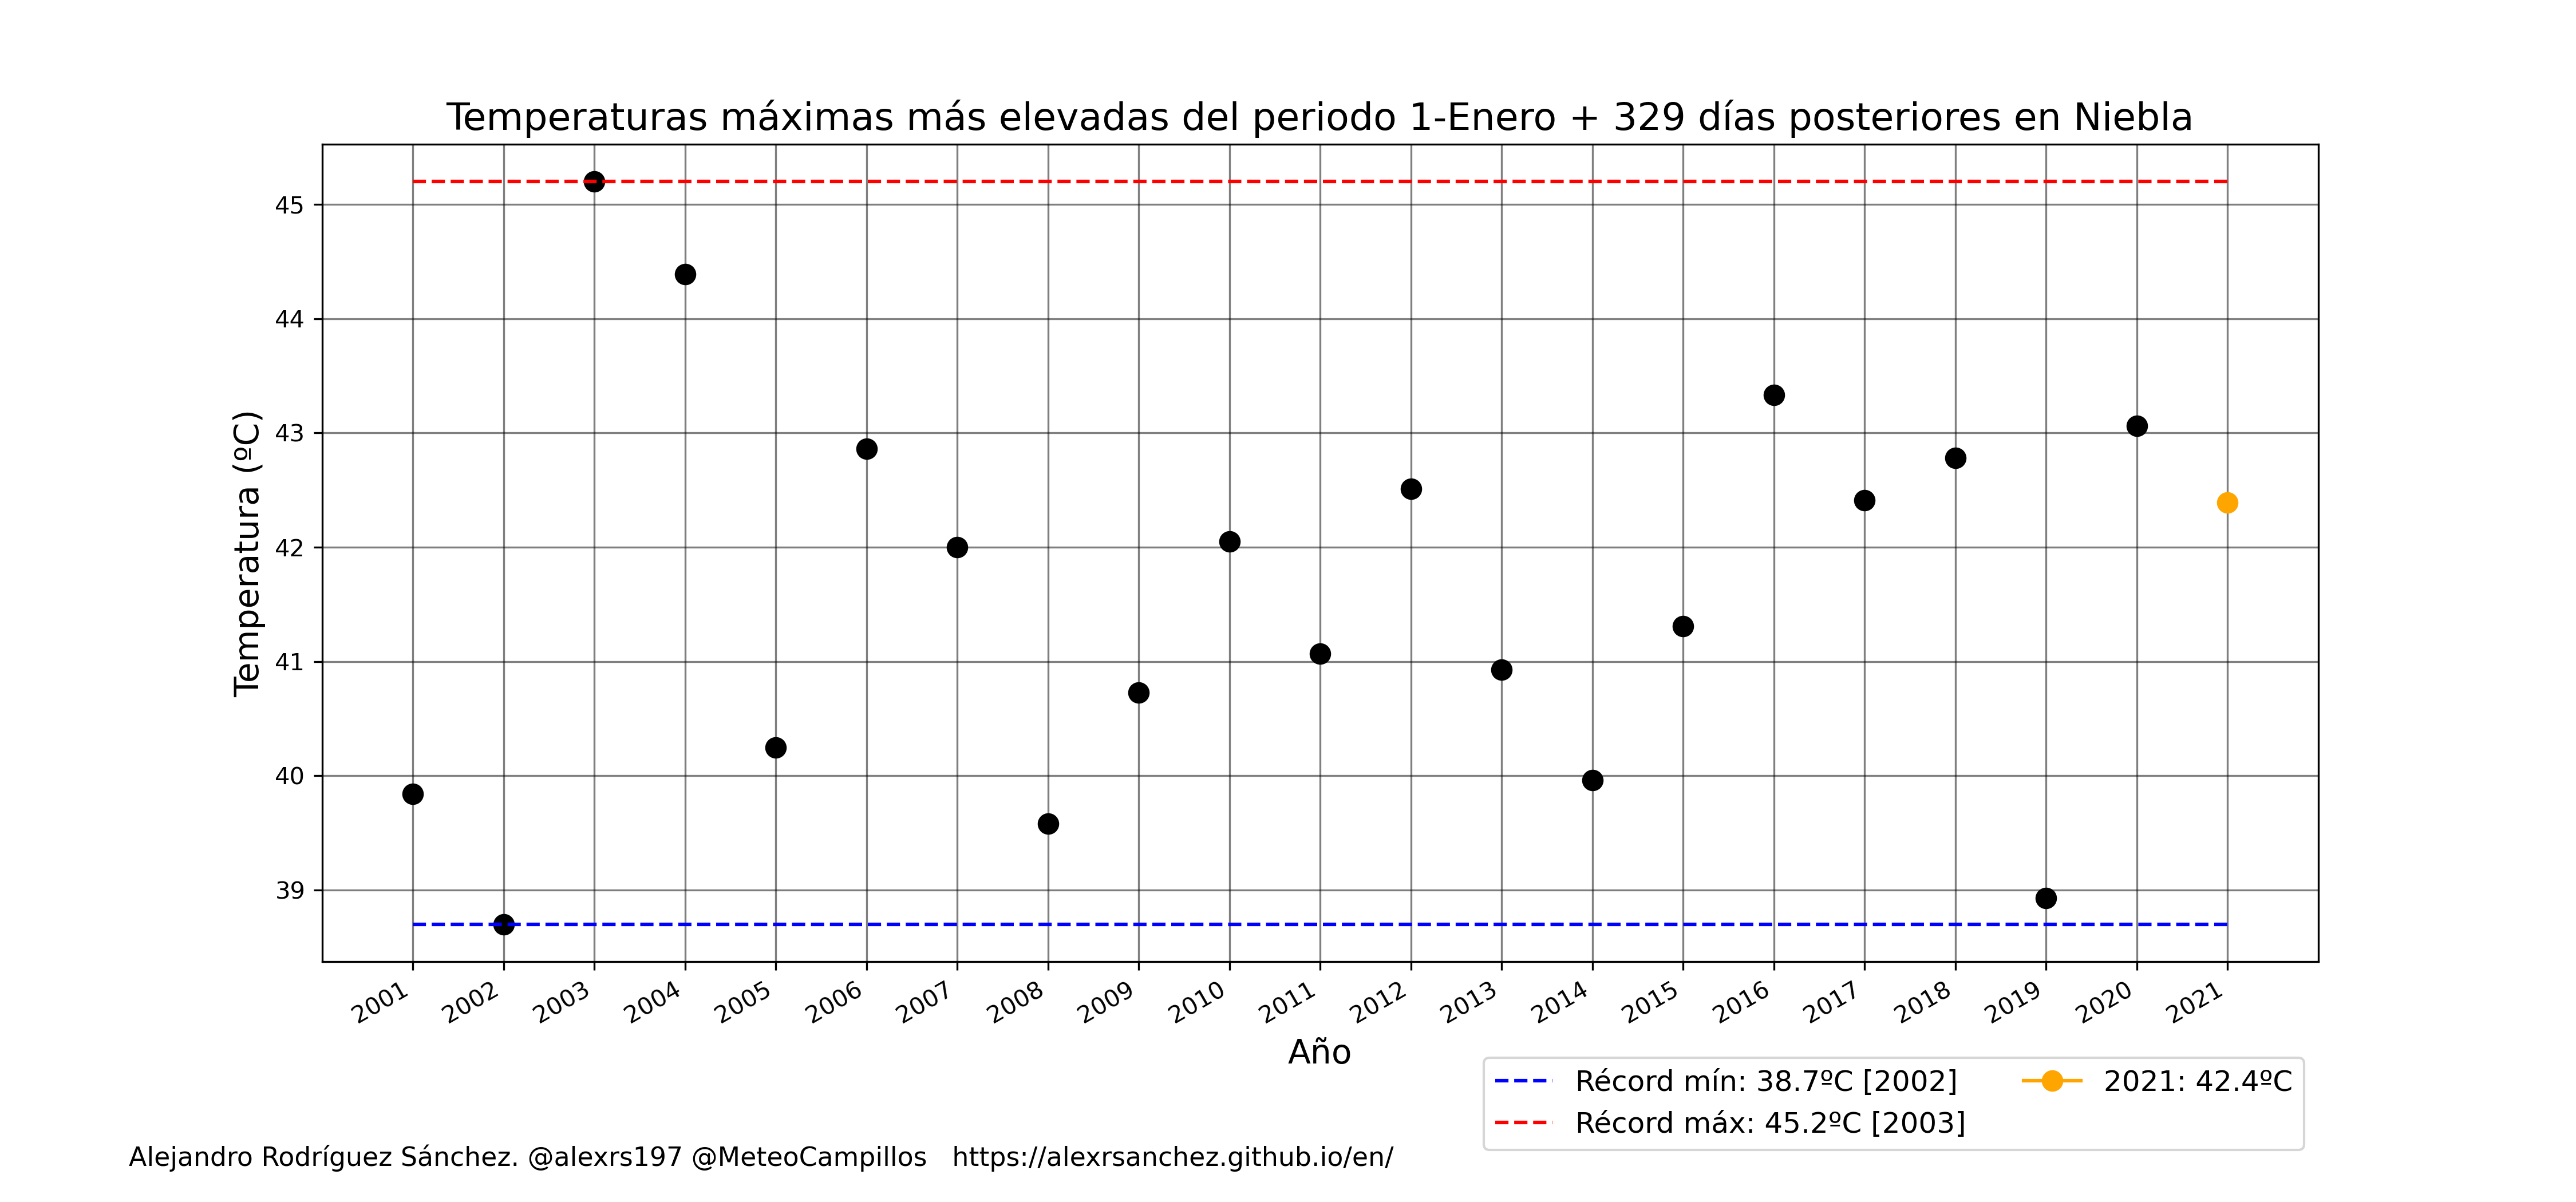 Temperaturas máximas más elevadas del periodo 1-Enero + 329 días posteriores en Niebla
Temperatura (ºC)
45
44
43
42
41
40
39
2001 2002 2003 2004 2005 2006 2007 2008 2009 2010 2011 2012 2013 2014 2015 2016 2017 2018 2019 2020 2021
Año
Récord mín: 38.7ºC [2002]
Récord máx: 45.2ºC [2003]
2021: 42.4ºC
Alejandro Rodríguez Sánchez. @alexrs197 @MeteoCampillos https://alexrsanchez.github.io/en/